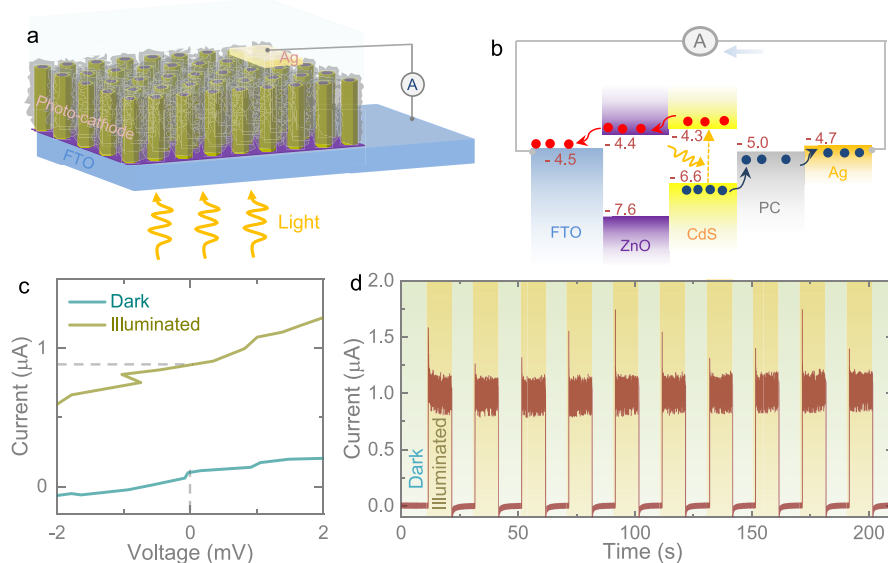 a
Ag
A
Photo-cathode
FTO
Light
b
A
- 4.5
- 4.4
- 4.3
- 5.0
- 4.7
- 6.6
- 7.6
FTO
ZnO
CdS
PC
Ag
c
Dark
Illuminated
Current (μA)
1
0
-2
-1
0
1
2
Voltage (mV)
d
2.0
1.5
1.0
0.5
0.0
Current (μA)
Dark
Illuminated
0
50
100
150
200
Time (s)